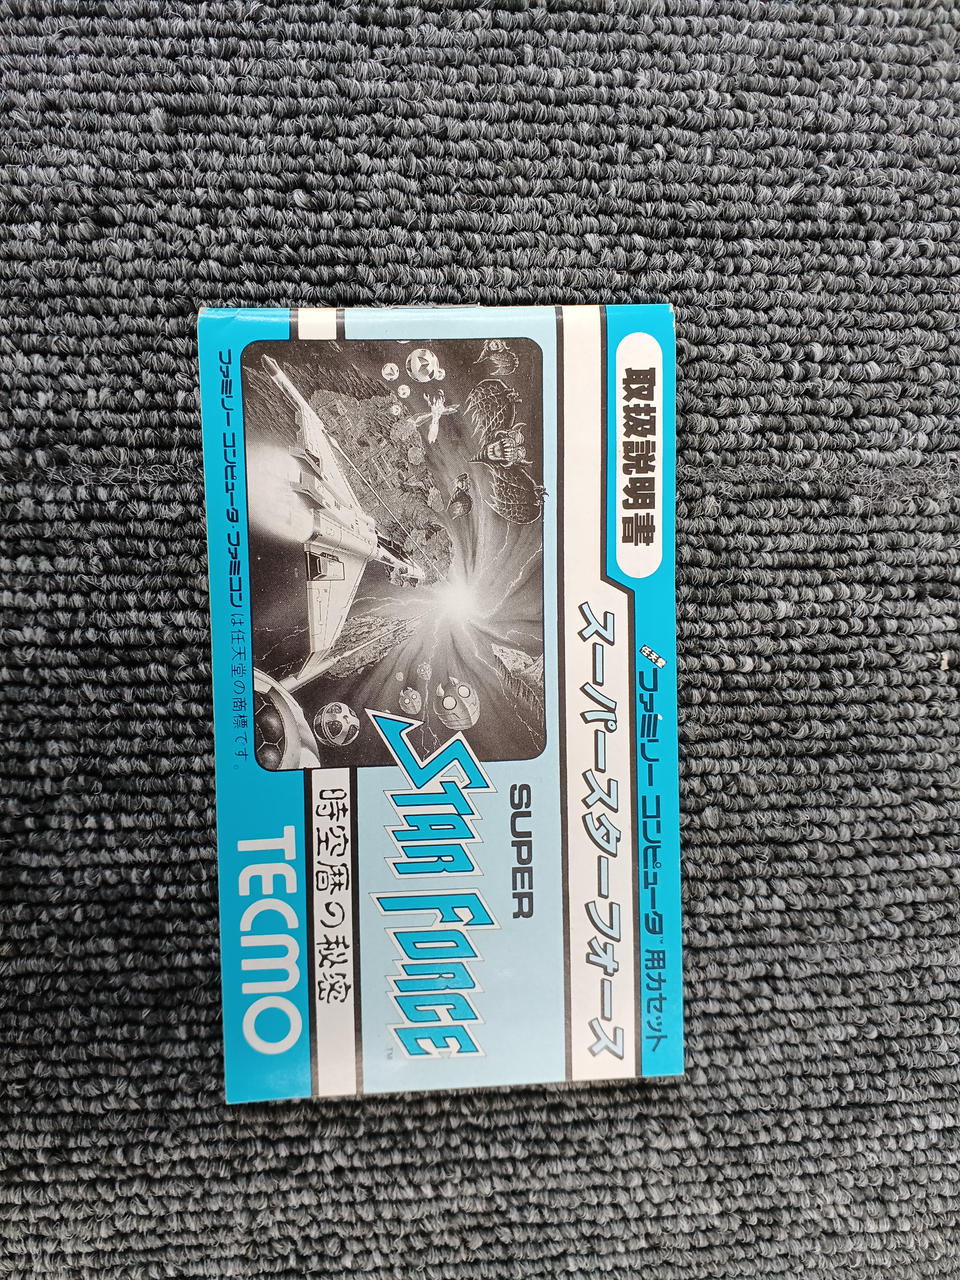 取扱説明書
任天堂 ファミリー コンピュータ™用カセット
スーパースターフォース
SUPER
STAR FORCE™
時空暦の秘密
TECMO
ファミリー コンピュータ・ファミコンは任天堂の商標です。